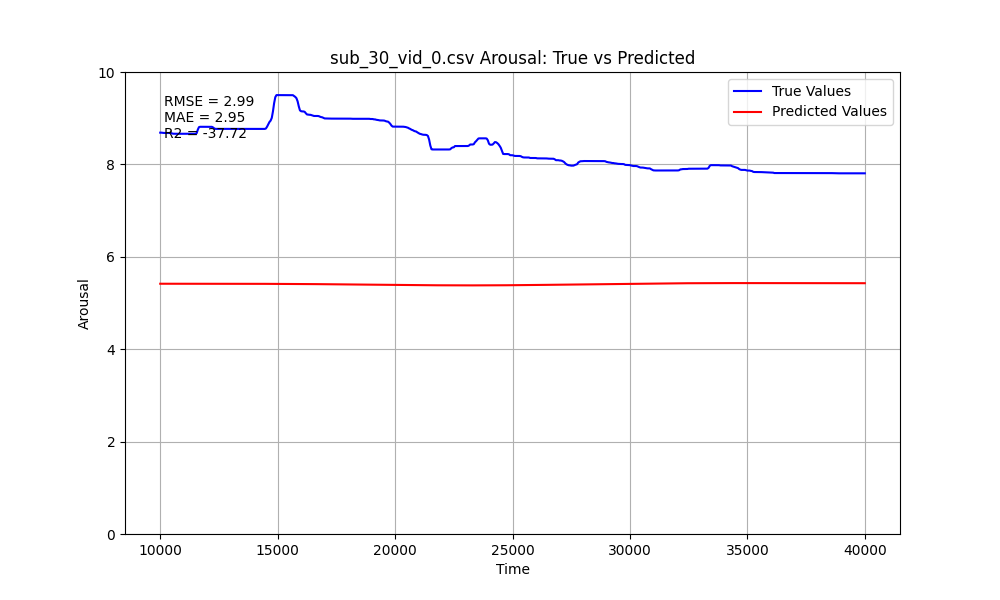 sub_30_vid_0.csv Arousal: True vs Predicted
RMSE = 2.99
MAE = 2.95
R2 = -37.72
True Values
Predicted Values
10
8
6
4
2
0
Arousal
10000
15000
20000
25000
30000
35000
40000
Time